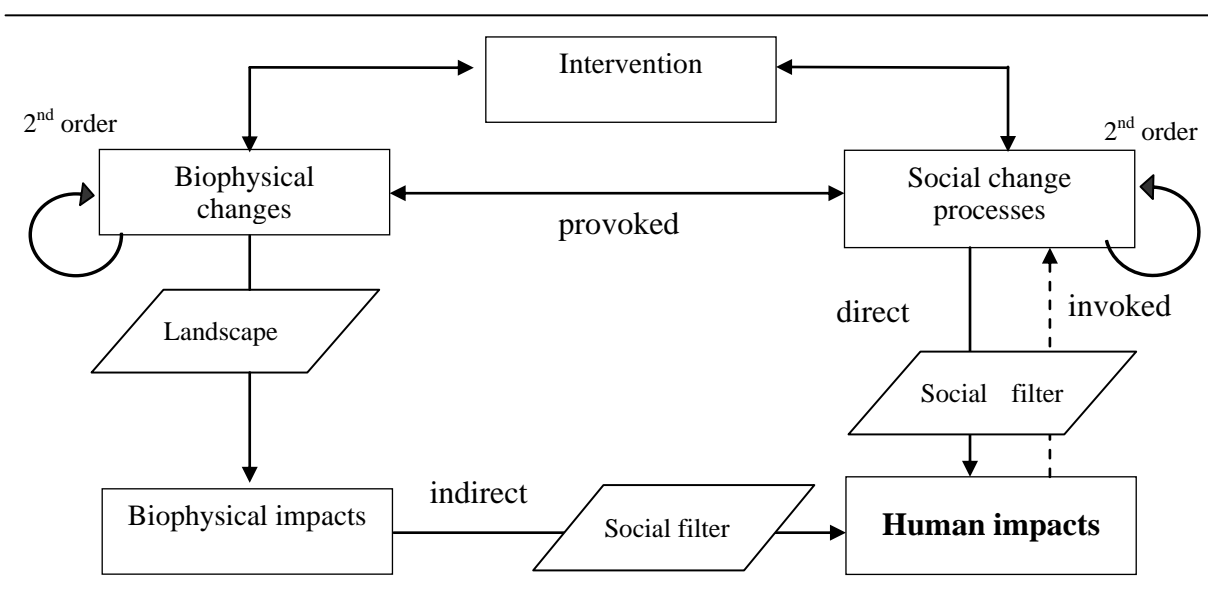 Intervention
2nd order
2nd order
Biophysical
changes
Social change
processes
provoked
direct
invoked
Landscape
Social filter
indirect
Biophysical impacts
Social filter
Human impacts